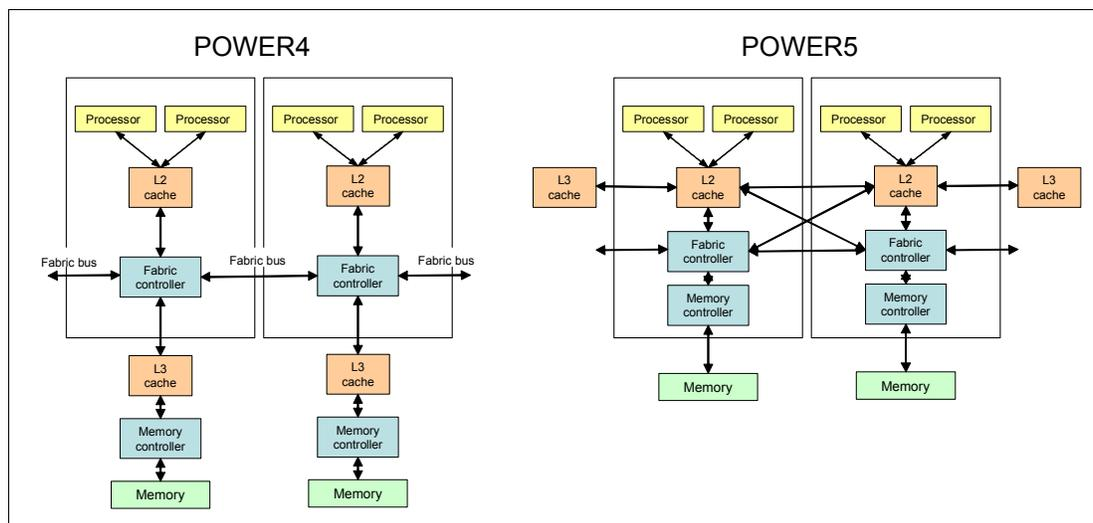 POWER4
Processor
Processor
Processor
Processor
L2
cache
L2
cache
Fabric bus
Fabric
controller
Fabric bus
Fabric
controller
Fabric bus
L3
cache
L3
cache
Memory
controller
Memory
controller
Memory
Memory
POWER5
Processor
Processor
Processor
Processor
L3
cache
L2
cache
L2
cache
L3
cache
Fabric
controller
Fabric
controller
Memory
controller
Memory
controller
Memory
Memory